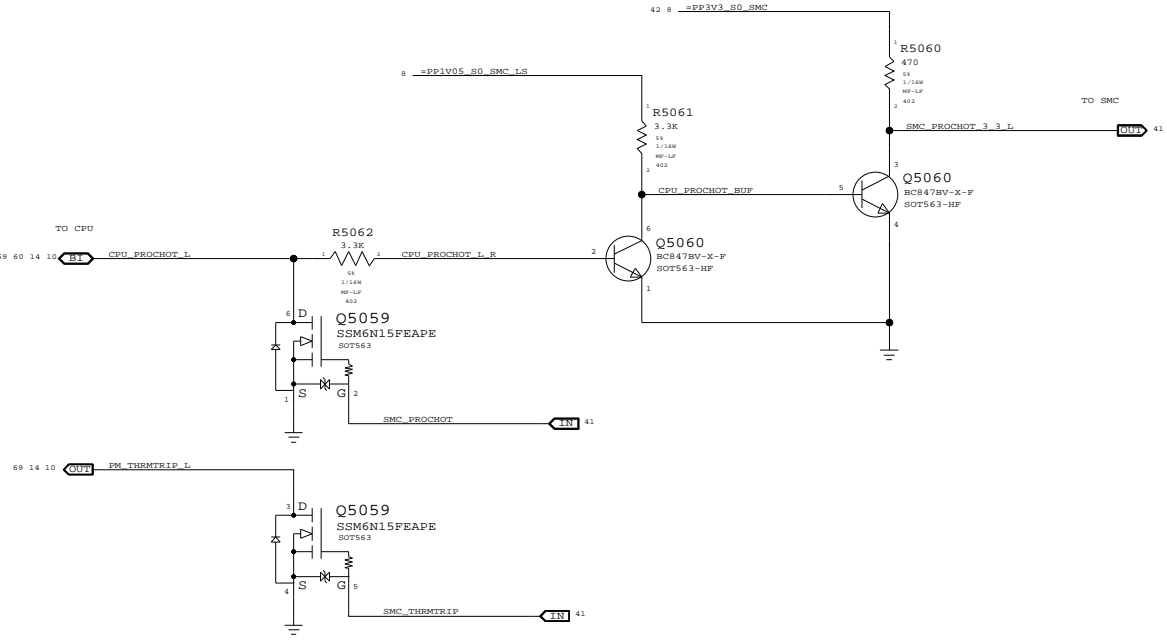 42 8 =PP3V3_S0_SMC
1
R5060
470
5%
1/16W
MF-LF
402
2
8 =PP1V05_S0_SMC_LS
1
R5061
3.3K
5%
1/16W
MF-LF
402
2
TO SMC
SMC_PROCHOT_3_3_L
OUT 41
3
Q5060
BC847BV-X-F
SOT563-HF
5
4
CPU_PROCHOT_BUF
6
Q5060
BC847BV-X-F
SOT563-HF
2
1
TO CPU
69 60 14 10 BI CPU_PROCHOT_L
R5062
3.3K
1 2
5%
1/16W
MF-LF
402
CPU_PROCHOT_L_R
6 D
Q5059
SSM6N15FEAPE
SOT563
1 S G 2
SMC_PROCHOT IN 41
69 14 10 OUT PM_THRMTRIP_L
3 D
Q5059
SSM6N15FEAPE
SOT563
4 S G 5
SMC_THRMTRIP IN 41